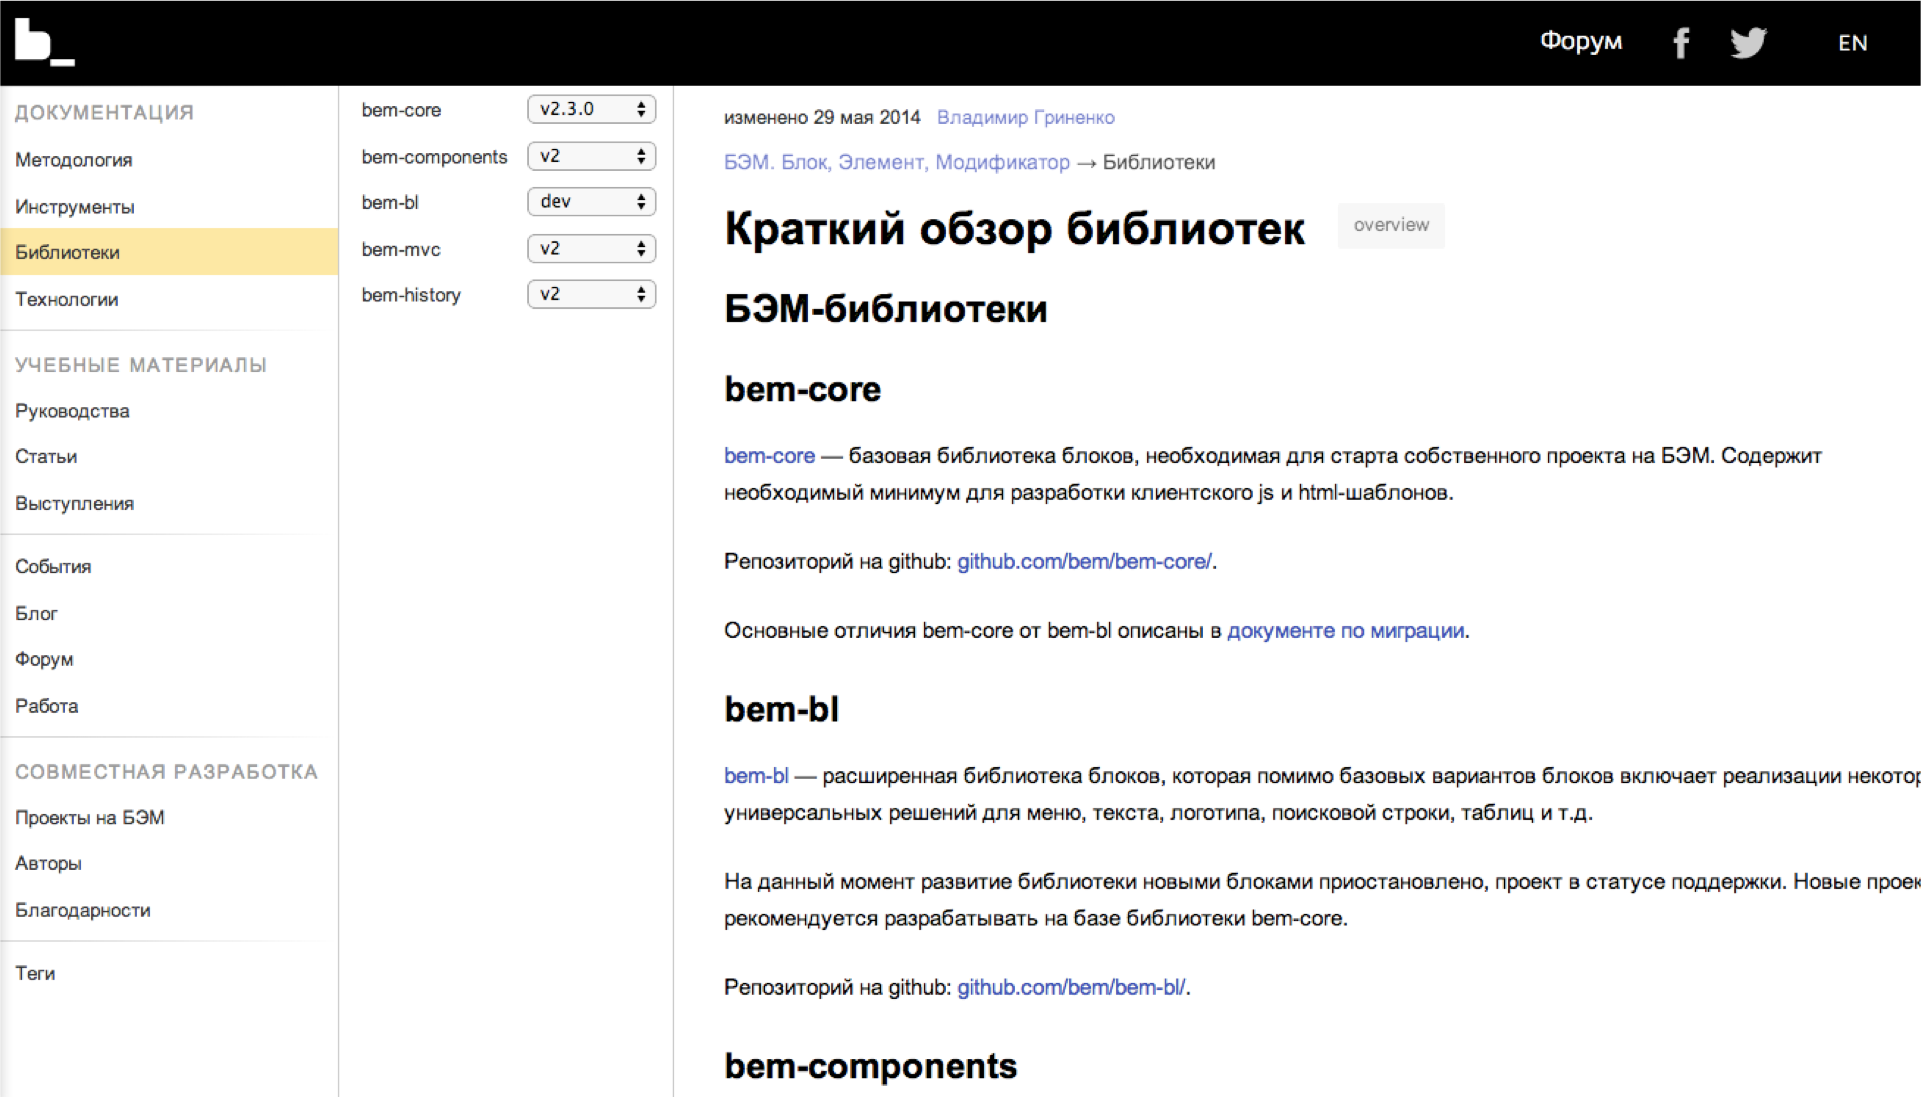 b_
Форум
EN
ДОКУМЕНТАЦИЯ
Методология
Инструменты
Библиотеки
Технологии
УЧЕБНЫЕ МАТЕРИАЛЫ
Руководства
Статьи
Выступления
События
Блог
Форум
Работа
СОВМЕСТНАЯ РАЗРАБОТКА
Проекты на БЭМ
Авторы
Благодарности
Теги
bem-core v2.3.0
bem-components v2
bem-bl dev
bem-mvc v2
bem-history v2
изменено 29 мая 2014 Владимир Гриненко
БЭМ. Блок, Элемент, Модификатор → Библиотеки
Краткий обзор библиотек overview
БЭМ-библиотеки
bem-core
bem-core — базовая библиотека блоков, необходимая для старта собственного проекта на БЭМ. Содержит
необходимый минимум для разработки клиентского js и html-шаблонов.
Репозиторий на github: github.com/bem/bem-core/.
Основные отличия bem-core от bem-bl описаны в документе по миграции.
bem-bl
bem-bl — расширенная библиотека блоков, которая помимо базовых вариантов блоков включает реализации некотор
универсальных решений для меню, текста, логотипа, поисковой строки, таблиц и т.д.
На данный момент развитие библиотеки новыми блоками приостановлено, проект в статусе поддержки. Новые проек
рекомендуется разрабатывать на базе библиотеки bem-core.
Репозиторий на github: github.com/bem/bem-bl/.
bem-components